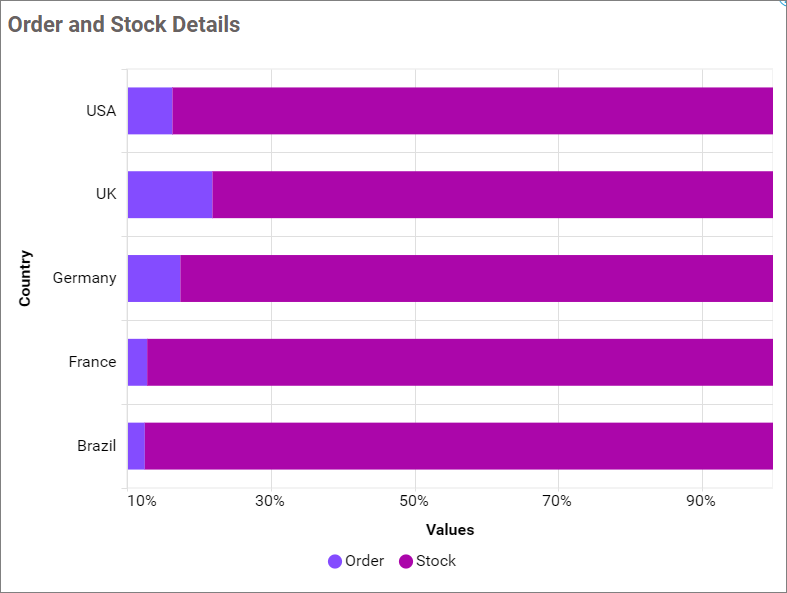 Order and Stock Details
USA
UK
Germany
France
Brazil
Country
10% 30% 50% 70% 90%
Values
Order Stock